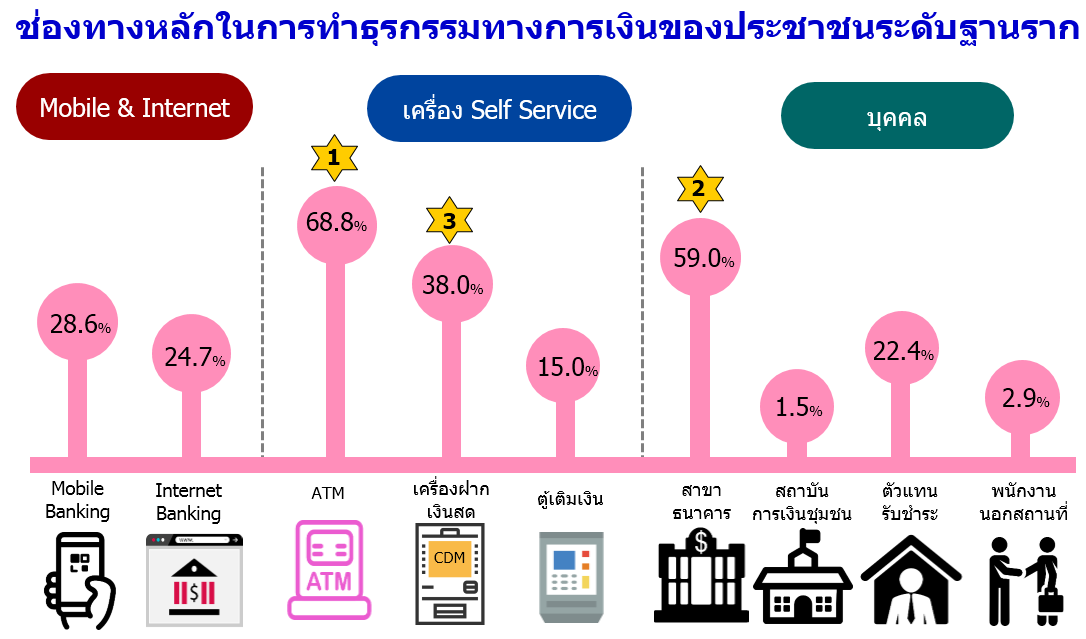 ช่องทางหลักในการทำธุรกรรมทางการเงินของประชาชนระดับฐานราก
Mobile & Internet
เครื่อง Self Service
บุคคล
1
2
3
68.8%
38.0%
59.0%
28.6%
24.7%
15.0%
22.4%
1.5%
2.9%
Mobile
Banking
Internet
Banking
ATM
เครื่องฝาก
เงินสด
ตู้เติมเงิน
สาขา
ธนาคาร
สถาบัน
การเงินชุมชน
ตัวแทน
รับชำระ
พนักงาน
นอกสถานที่
www.
$
ATM
CDM
$